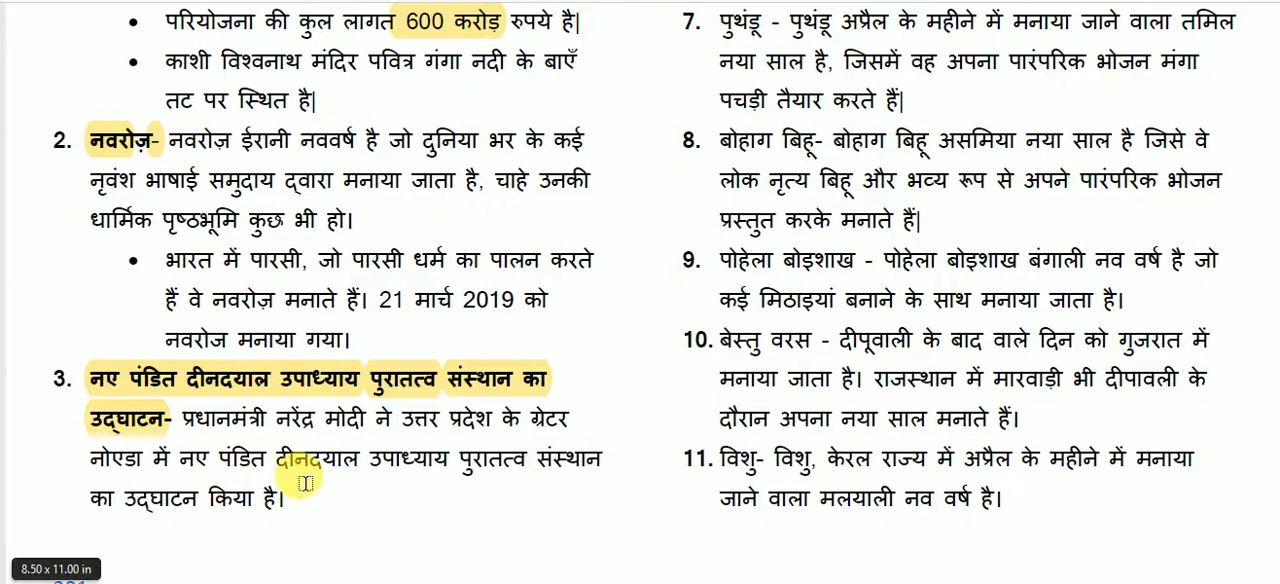 • परियोजना की कुल लागत 600 करोड़ रुपये है|
• काशी विश्वनाथ मंदिर पवित्र गंगा नदी के बाएँ
तट पर स्थित है|
2. नवरोज़- नवरोज़ ईरानी नववर्ष है जो दुनिया भर के कई
नृवंश भाषाई समुदाय द्वारा मनाया जाता है, चाहे उनकी
धार्मिक पृष्ठभूमि कुछ भी हो।
• भारत में पारसी, जो पारसी धर्म का पालन करते
हैं वे नवरोज़ मनाते हैं। 21 मार्च 2019 को
नवरोज मनाया गया।
3. नए पंडित दीनदयाल उपाध्याय पुरातत्व संस्थान का
उद्घाटन- प्रधानमंत्री नरेंद्र मोदी ने उत्तर प्रदेश के ग्रेटर
नोएडा में नए पंडित दीनदयाल उपाध्याय पुरातत्व संस्थान
का उद्घाटन किया है।
7. पुथंडू - पुथंडू अप्रैल के महीने में मनाया जाने वाला तमिल
नया साल है, जिसमें वह अपना पारंपरिक भोजन मंगा
पचड़ी तैयार करते हैं|
8. बोहाग बिहू- बोहाग बिहू असमिया नया साल है जिसे वे
लोक नृत्य बिहू और भव्य रूप से अपने पारंपरिक भोजन
प्रस्तुत करके मनाते हैं|
9. पोहेला बोइशाख - पोहेला बोइशाख बंगाली नव वर्ष है जो
कई मिठाइयां बनाने के साथ मनाया जाता है।
10. बेस्तु वरस - दीपूवाली के बाद वाले दिन को गुजरात में
मनाया जाता है। राजस्थान में मारवाड़ी भी दीपावली के
दौरान अपना नया साल मनाते हैं।
11. विशु- विशु, केरल राज्य में अप्रैल के महीने में मनाया
जाने वाला मलयाली नव वर्ष है।
8.50 x 11.00 in